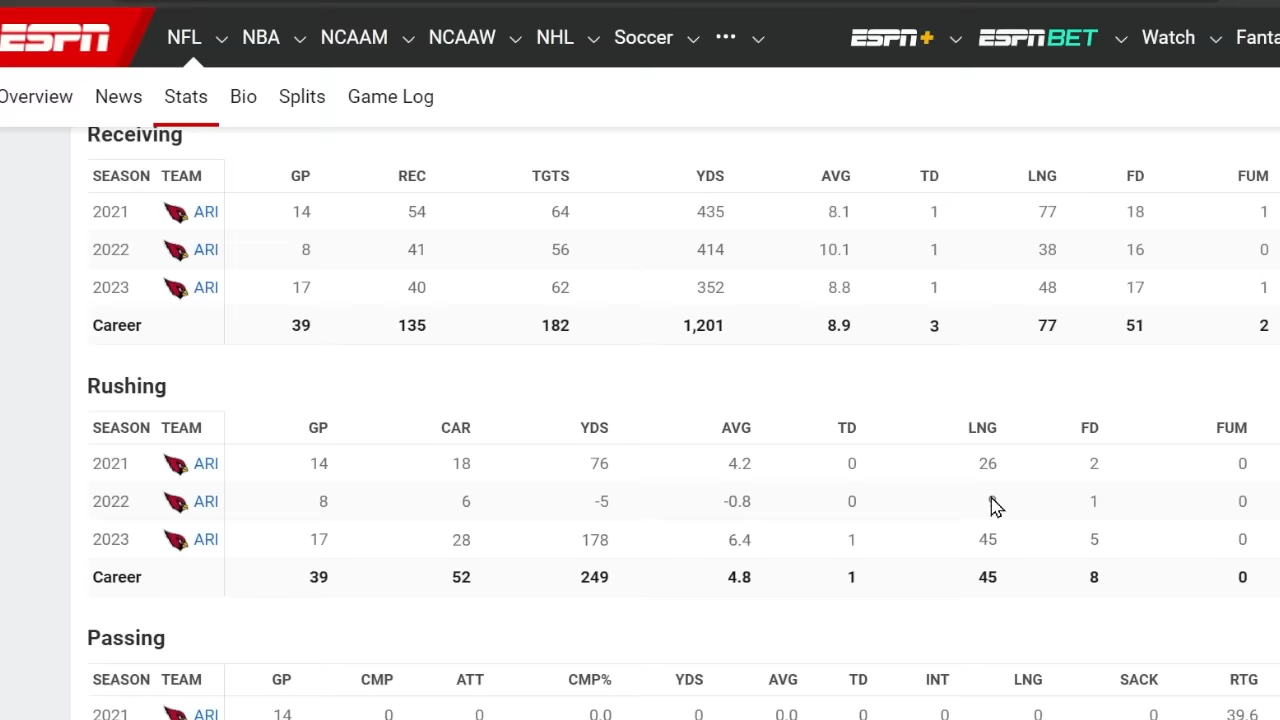 ESPN NFL NBA NCAAM NCAAW NHL Soccer ••• ESPN+ ESPN BET Watch Fanta
Overview News Stats Bio Splits Game Log
Receiving
SEASON TEAM GP REC TGTS YDS AVG TD LNG FD FUM
2021 ARI 14 54 64 435 8.1 1 77 18 1
2022 ARI 8 41 56 414 10.1 1 38 16 0
2023 ARI 17 40 62 352 8.8 1 48 17 1
Career 39 135 182 1,201 8.9 3 77 51 2
Rushing
SEASON TEAM GP CAR YDS AVG TD LNG FD FUM
2021 ARI 14 18 76 4.2 0 26 2 0
2022 ARI 8 6 -5 -0.8 0 1 0
2023 ARI 17 28 178 6.4 1 45 5 0
Career 39 52 249 4.8 1 45 8 0
Passing
SEASON TEAM GP CMP ATT CMP% YDS AVG TD INT LNG SACK RTG
2021 ARI 14 0 0 0.0 0 0.0 0 0 0 0 39.6